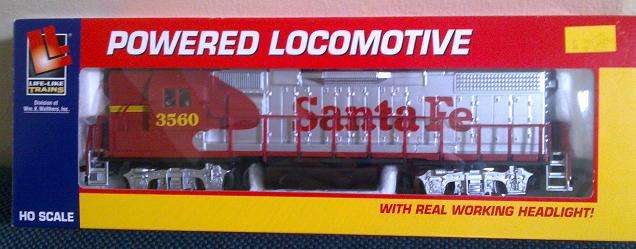 POWERED LOCOMOTIVE
LIFE-LIKE
TRAINS
Division of
Wm. K. Walthers, Inc.
3560
Santa Fe
HO SCALE
WITH REAL WORKING HEADLIGHT!